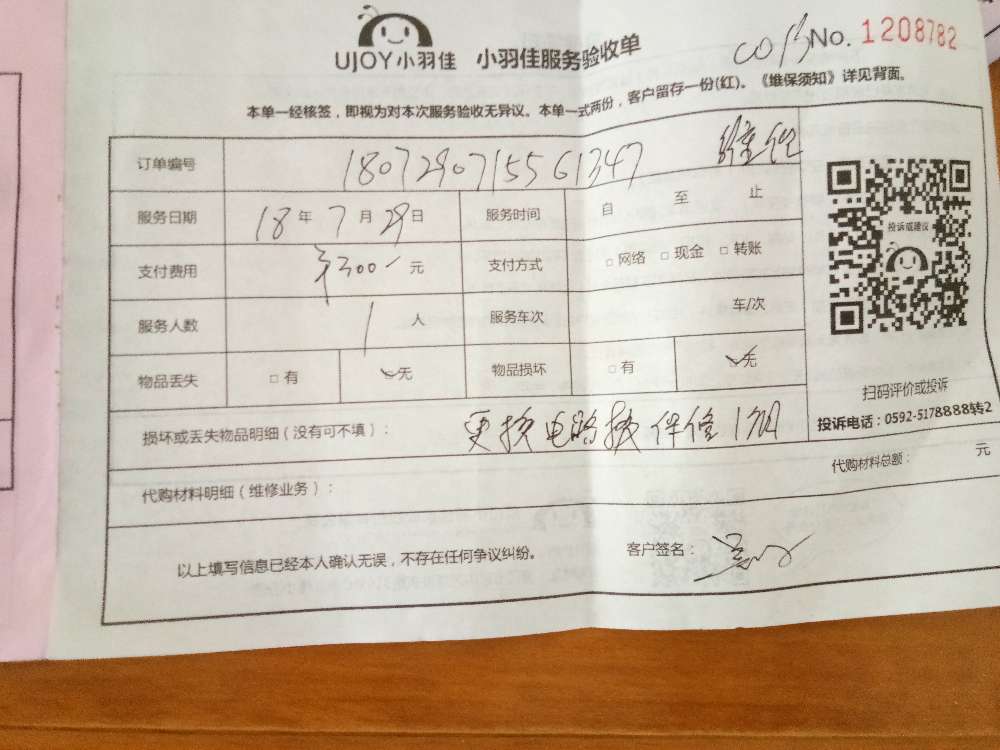 UJOY小羽佳 小羽佳服务验收单 No. 1208782
本单一经核签，即视为对本次服务验收无异议。本单一式两份，客户留存一份(红)。《维保须知》详见背面。
订单编号 1807290715561347
服务日期 18 年 7 月 29 日 服务时间 自 至 止
投诉或建议
支付费用 ¥300 元 支付方式 □ 网络 □ 现金 □ 转账
服务人数 1 人 服务车次 车/次
物品丢失 □ 有 ✓无 物品损坏 □ 有 ✓无
扫码评价或投诉
投诉电话：0592-5178888转2
损坏或丢失物品明细（没有可不填）： 更换电路板 保修1个月
代购材料明细（维修业务）： 代购材料总额： 元
以上填写信息已经本人确认无误，不存在任何争议纠纷。 客户签名：